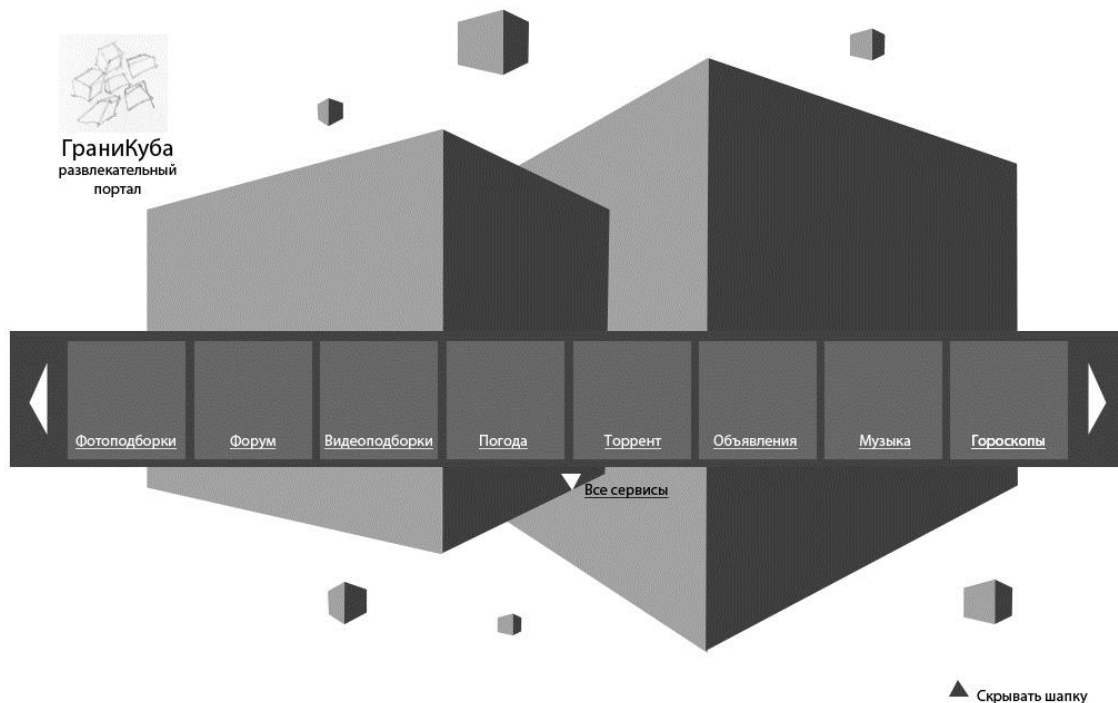 ГраниКуба
развлекательный
портал
Фотоподборки Форум Видеоподборки Погода Торрент Объявления Музыка Гороскопы
Все сервисы
Скрывать шапку